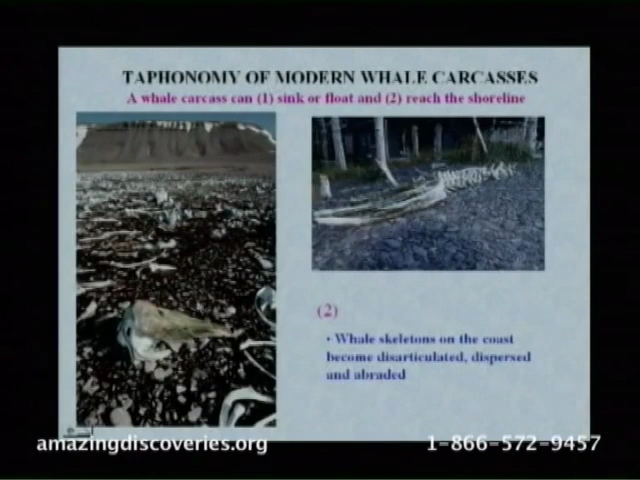 TAPHONOMY OF MODERN WHALE CARCASSES
A whale carcass can (1) sink or float and (2) reach the shoreline
(2)
• Whale skeletons on the coast
become disarticulated, dispersed
and abraded
amazingdiscoveries.org
1-866-572-9457